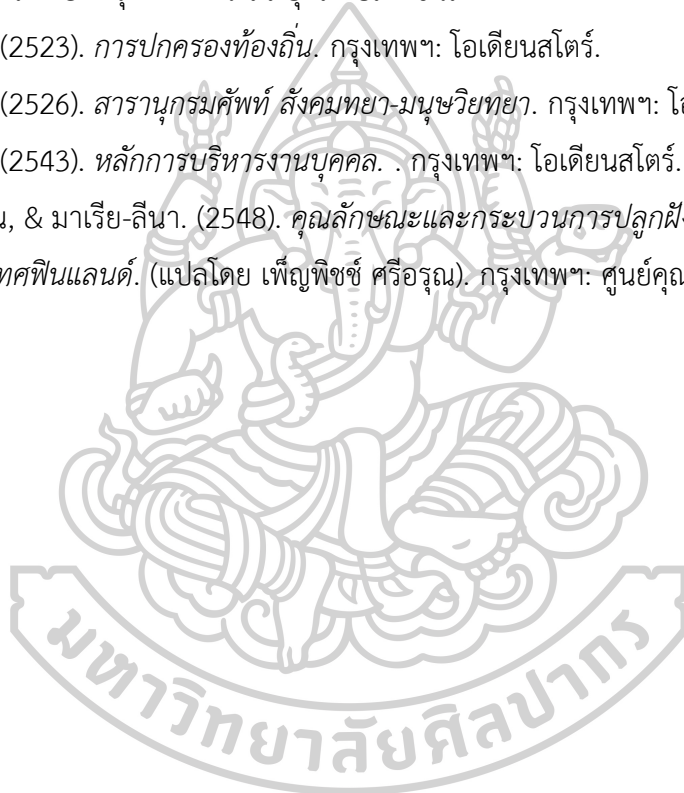 (2523). การปกครองท้องถิ่น. กรุงเทพฯ: โอเดียนสโตร์.
(2526). สารานุกรมศัพท์ สังคมทยา-มนุษวิยทยา. กรุงเทพฯ:
(2543). หลักการบริหารงานบุคคล. . กรุงเทพฯ: โอเดียนสโตร์.
น, & มาเรีย-ลีนา. (2548). คุณลักษณะและกระบวนการปลูกฝัง
ทศฟินแลนด์. (แปลโดย เพ็ญพิชช์ ศรีอรุณ). กรุงเทพฯ: ศูนย์คุณ
มหาวิทยาลัยศิลปากร